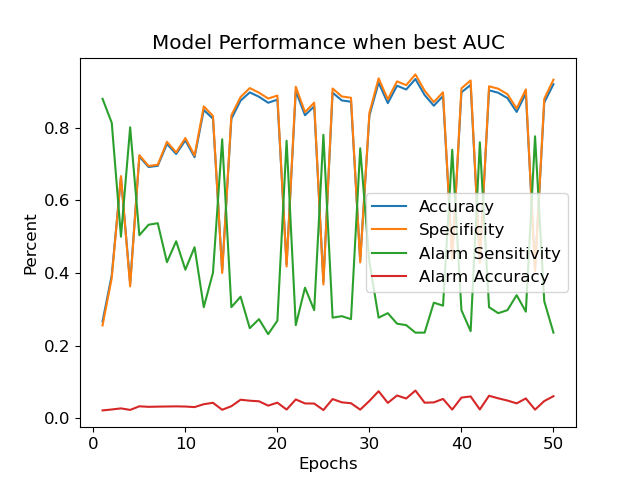 Model Performance when best AUC
Percent
0.8
0.6
0.4
0.2
0.0
Accuracy
Specificity
Alarm Sensitivity
Alarm Accuracy
0 10 20 30 40 50
Epochs